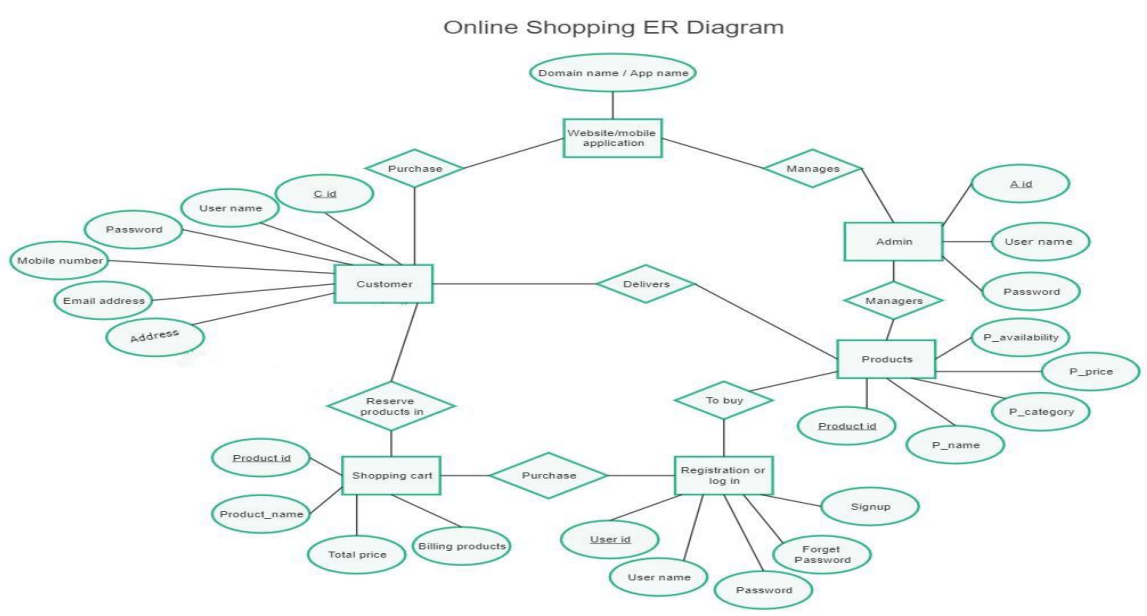 Online Shopping ER Diagram
Domain name / App name
Website/mobile
application
Purchase
Manages
C id
User name
Password
Mobile number
Email address
Address
Customer
Delivers
A id
Admin
User name
Password
Managers
Products
P_availability
P_price
P_category
P_name
Product id
To buy
Reserve
products in
Product id
Shopping cart
Product_name
Total price
Billing products
Purchase
Registration or
log in
Signup
User id
User name
Password
Forget
Password